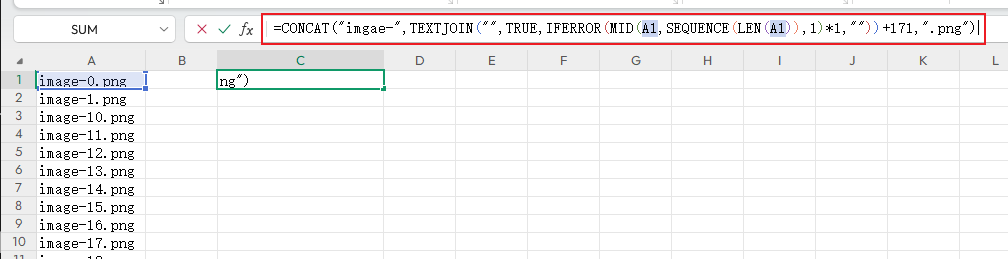 SUM fx =CONCAT("imgae-",TEXTJOIN("",TRUE,IFERROR(MID(A1,SEQUENCE(LEN(A1)),1)*1,""))+171,".png")
A B C D E F G H I J K L
1 image-0.png ng")
2 image-1.png
3 image-10.png
4 image-11.png
5 image-12.png
6 image-13.png
7 image-14.png
8 image-15.png
9 image-16.png
10 image-17.png
11